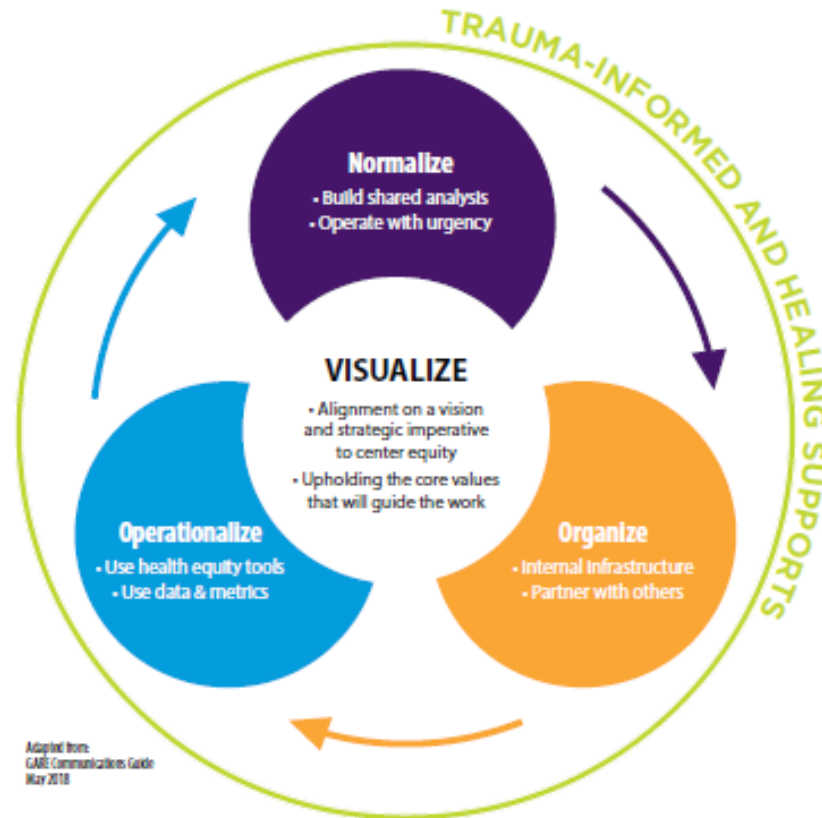 TRAUMA-INFORMED AND HEALING SUPPORTS
Normalize
• Build shared analysis
• Operate with urgency
VISUALIZE
• Alignment on a vision
and strategic imperative
to center equity
• Upholding the core values
that will guide the work
Operationalize
• Use health equity tools
• Use data & metrics
Organize
• Internal Infrastructure
• Partner with others
Adapted from:
GARE Communications Guide
May 2018